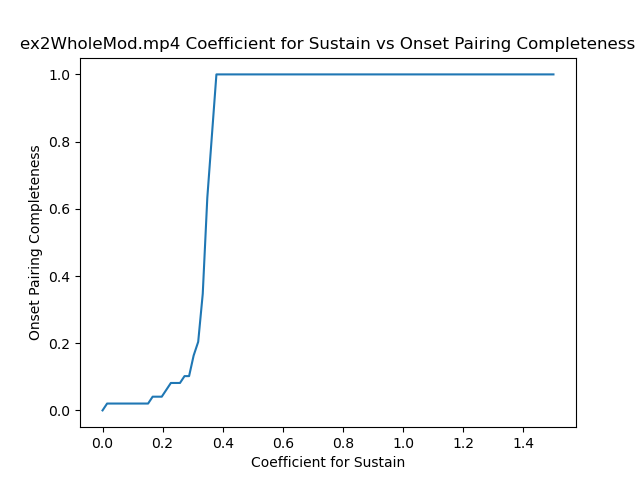 ex2WholeMod.mp4 Coefficient for Sustain vs Onset Pairing Completeness
1.0
0.8
0.6
0.4
0.2
0.0
Onset Pairing Completeness
0.0 0.2 0.4 0.6 0.8 1.0 1.2 1.4
Coefficient for Sustain